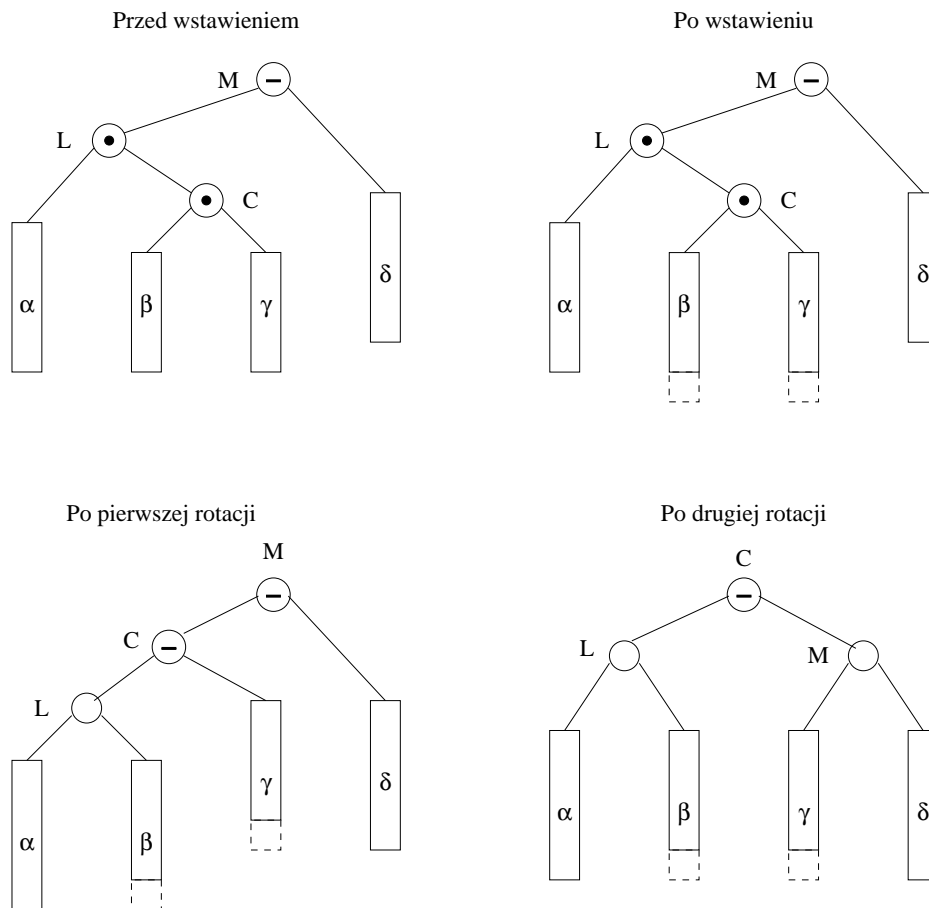 Przed wstawieniem
M
L
C
α
β
γ
δ
Po wstawieniu
M
L
C
α
β
γ
δ
Po pierwszej rotacji
M
C
L
γ
δ
α
β
Po drugiej rotacji
C
L
M
α
β
γ
δ